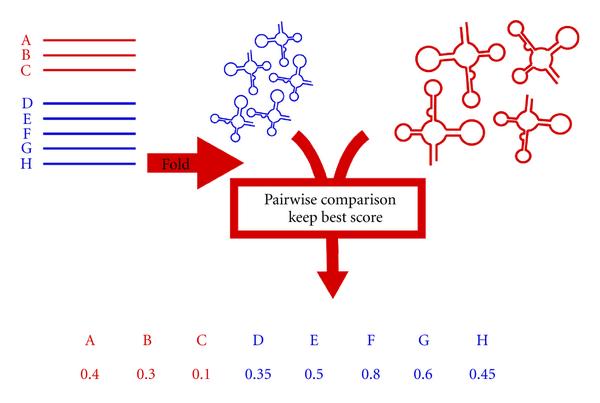 A
B
C
D
E
F
G
H
Fold
Pairwise comparison
keep best score
A B C D E F G H
0.4 0.3 0.1 0.35 0.5 0.8 0.6 0.45